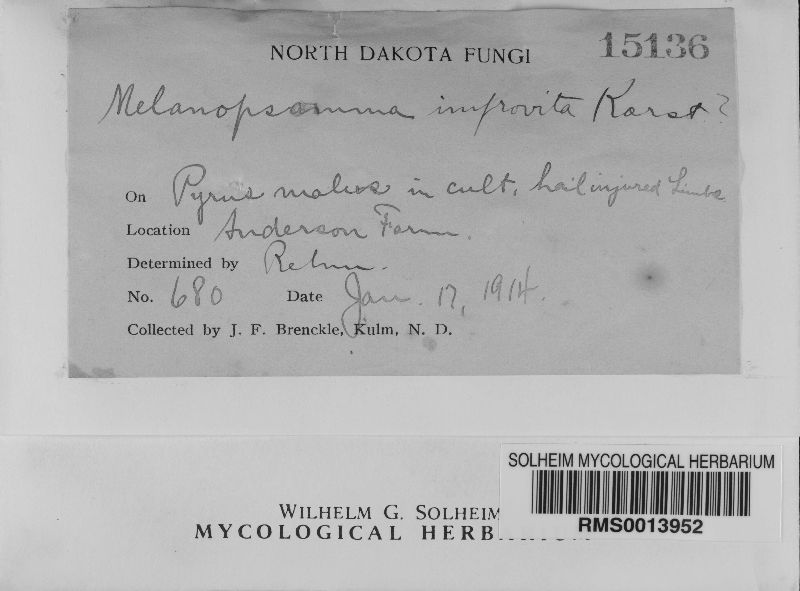 NORTH DAKOTA FUNGI 15136
Melanopsamma improvita Karst?
On Pyrus malus in cult, hail injured Limbs
Location Anderson Farm.
Determined by Rehm.
No. 680 Date Jan. 17, 1914.
Collected by J. F. Brenckle, Kulm, N. D.
SOLHEIM MYCOLOGICAL HERBARIUM
RMS0013952
WILHELM G. SOLHEIM
MYCOLOGICAL HERBARIUM